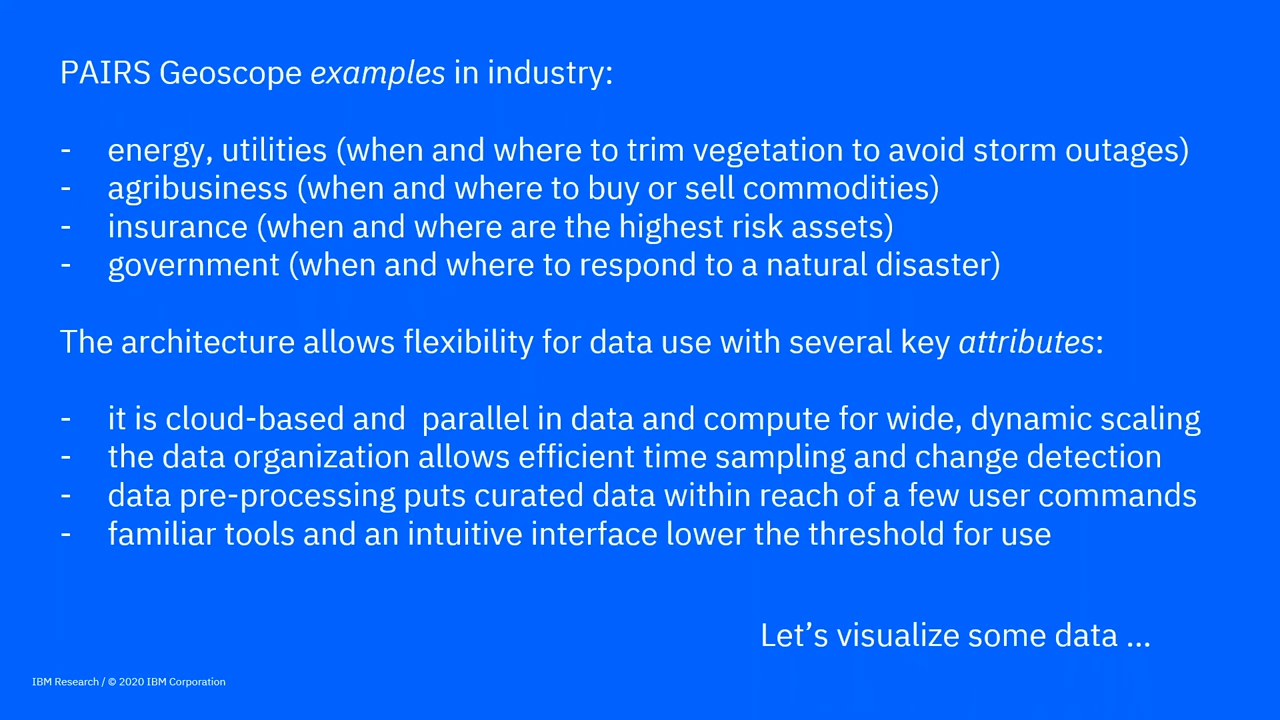 PAIRS Geoscope examples in industry:
- energy, utilities (when and where to trim vegetation to avoid storm outages)
- agribusiness (when and where to buy or sell commodities)
- insurance (when and where are the highest risk assets)
- government (when and where to respond to a natural disaster)
The architecture allows flexibility for data use with several key attributes:
- it is cloud-based and  parallel in data and compute for wide, dynamic scaling
- the data organization allows efficient time sampling and change detection
- data pre-processing puts curated data within reach of a few user commands
- familiar tools and an intuitive interface lower the threshold for use
Let’s visualize some data ...
IBM Research / © 2020 IBM Corporation